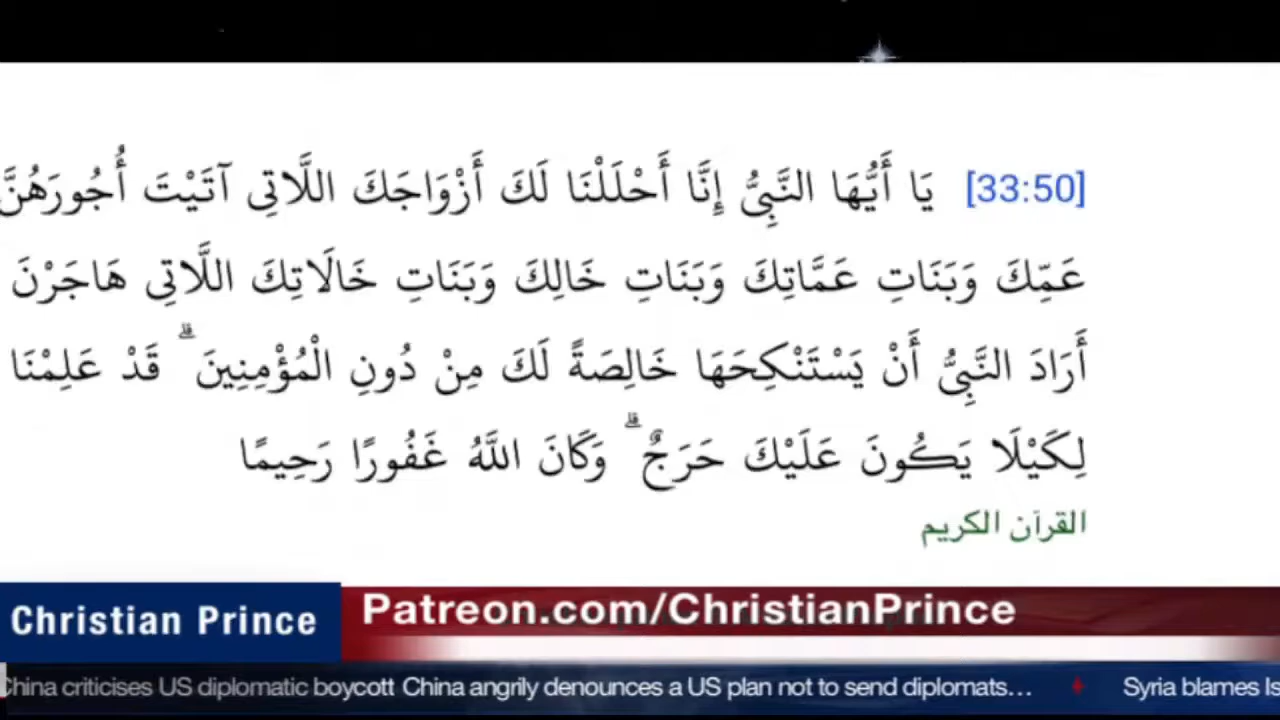 [33:50] يَا أَيُّهَا النَّبِيُّ إِنَّا أَحْلَلْنَا لَكَ أَزْوَاجَكَ اللَّاتِي آتَيْتَ أُجُورَهُنَّ
عَمِّكَ وَبَنَاتِ عَمَّاتِكَ وَبَنَاتِ خَالِكَ وَبَنَاتِ خَالَاتِكَ اللَّاتِي هَاجَرْنَ
أَرَادَ النَّبِيُّ أَنْ يَسْتَنْكِحَهَا خَالِصَةً لَكَ مِنْ دُونِ الْمُؤْمِنِينَ ۗ قَدْ عَلِمْنَا
لِكَيْلَا يَكُونَ عَلَيْكَ حَرَجٌ ۗ وَكَانَ اللَّهُ غَفُورًا رَحِيمًا
القرآن الكريم
Christian Prince
Patreon.com/ChristianPrince
China criticises US diplomatic boycott China angrily denounces a US plan not to send diplomats... Syria blames